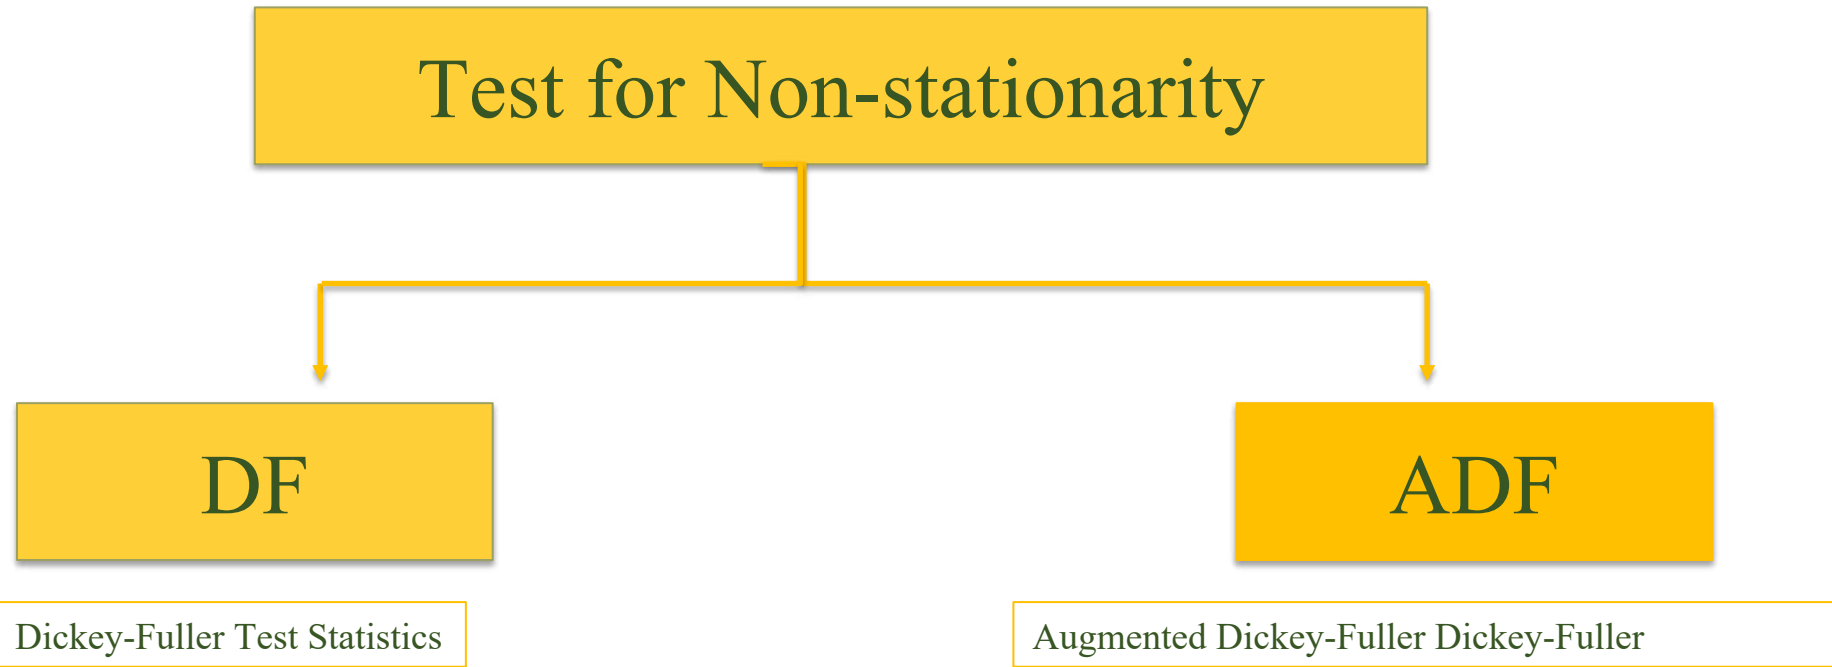 Test for Non-stationarity
DF
ADF
Dickey-Fuller Test Statistics
Augmented Dickey-Fuller Dickey-Fuller